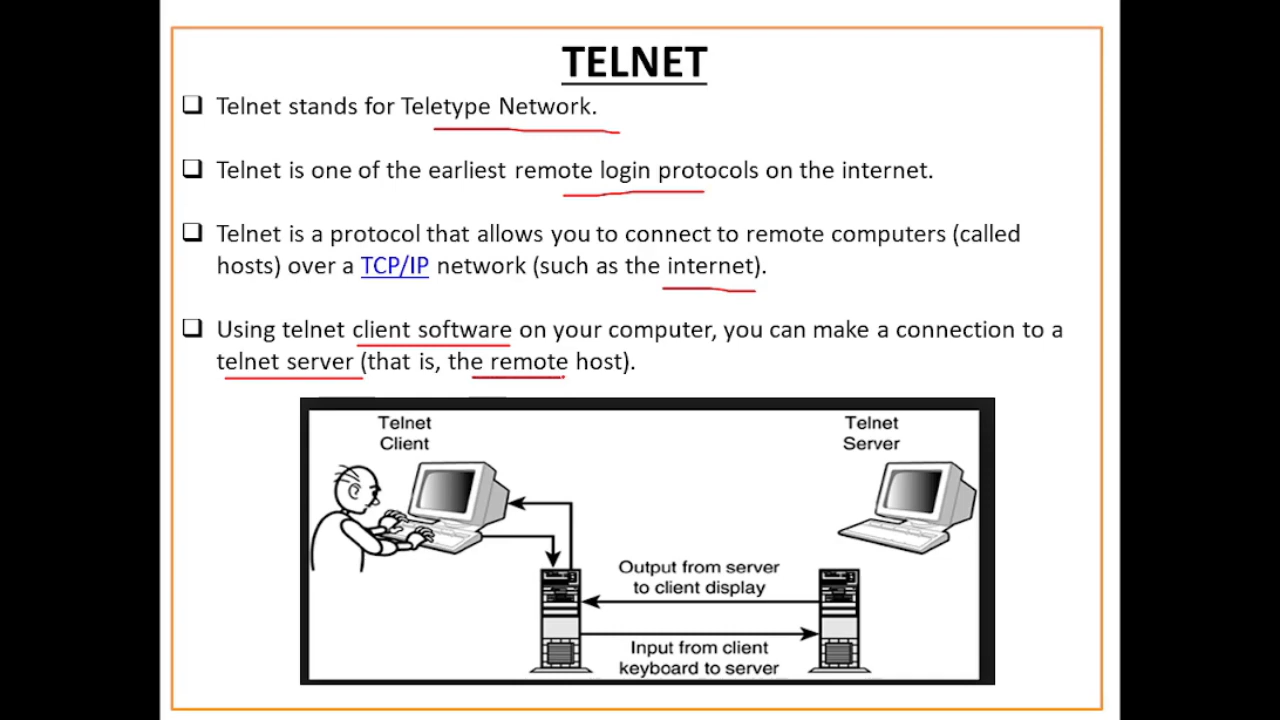 TELNET
❑ Telnet stands for Teletype Network.
❑ Telnet is one of the earliest remote login protocols on the internet.
❑ Telnet is a protocol that allows you to connect to remote computers (called
hosts) over a TCP/IP network (such as the internet).
❑ Using telnet client software on your computer, you can make a connection to a
telnet server (that is, the remote host).
Telnet
Client
Telnet
Server
Output from server
to client display
Input from client
keyboard to server